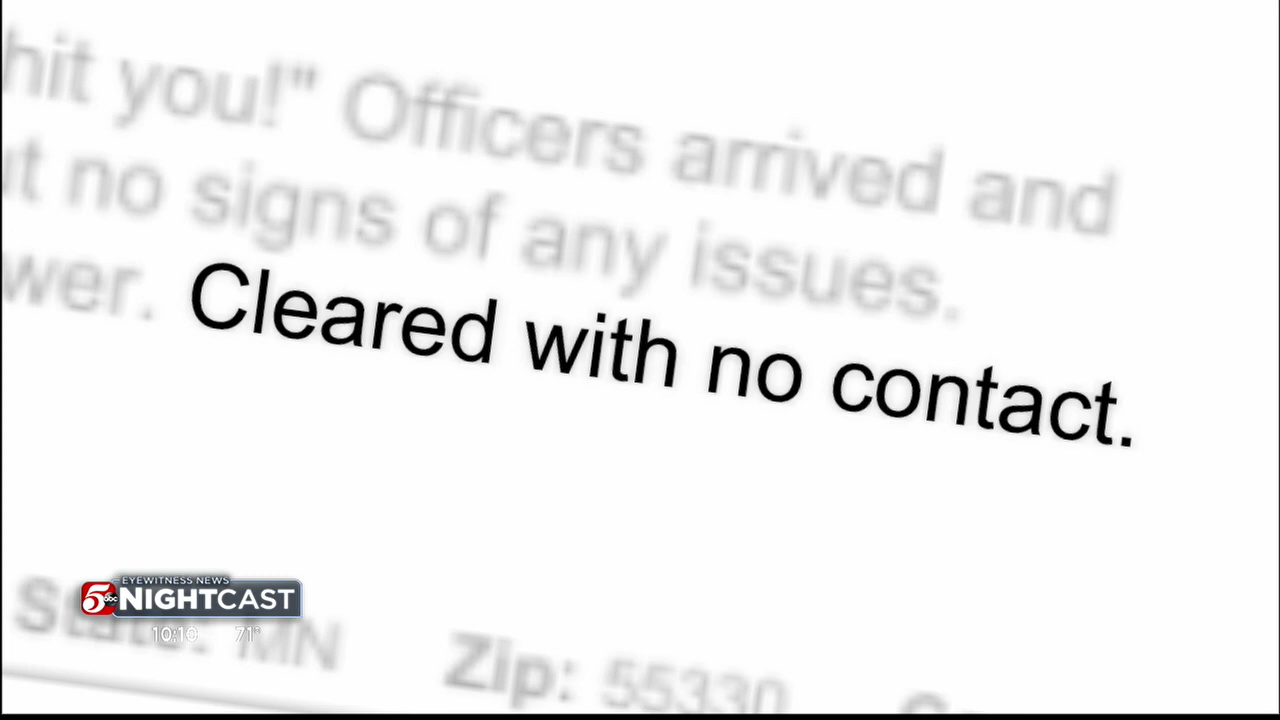 hit you!" Officers arrived and
no signs of any issues.
Cleared with no contact.
EYEWITNESS NEWS
5 abc NIGHTCAST
10:10 71°
State: MN Zip: 55330